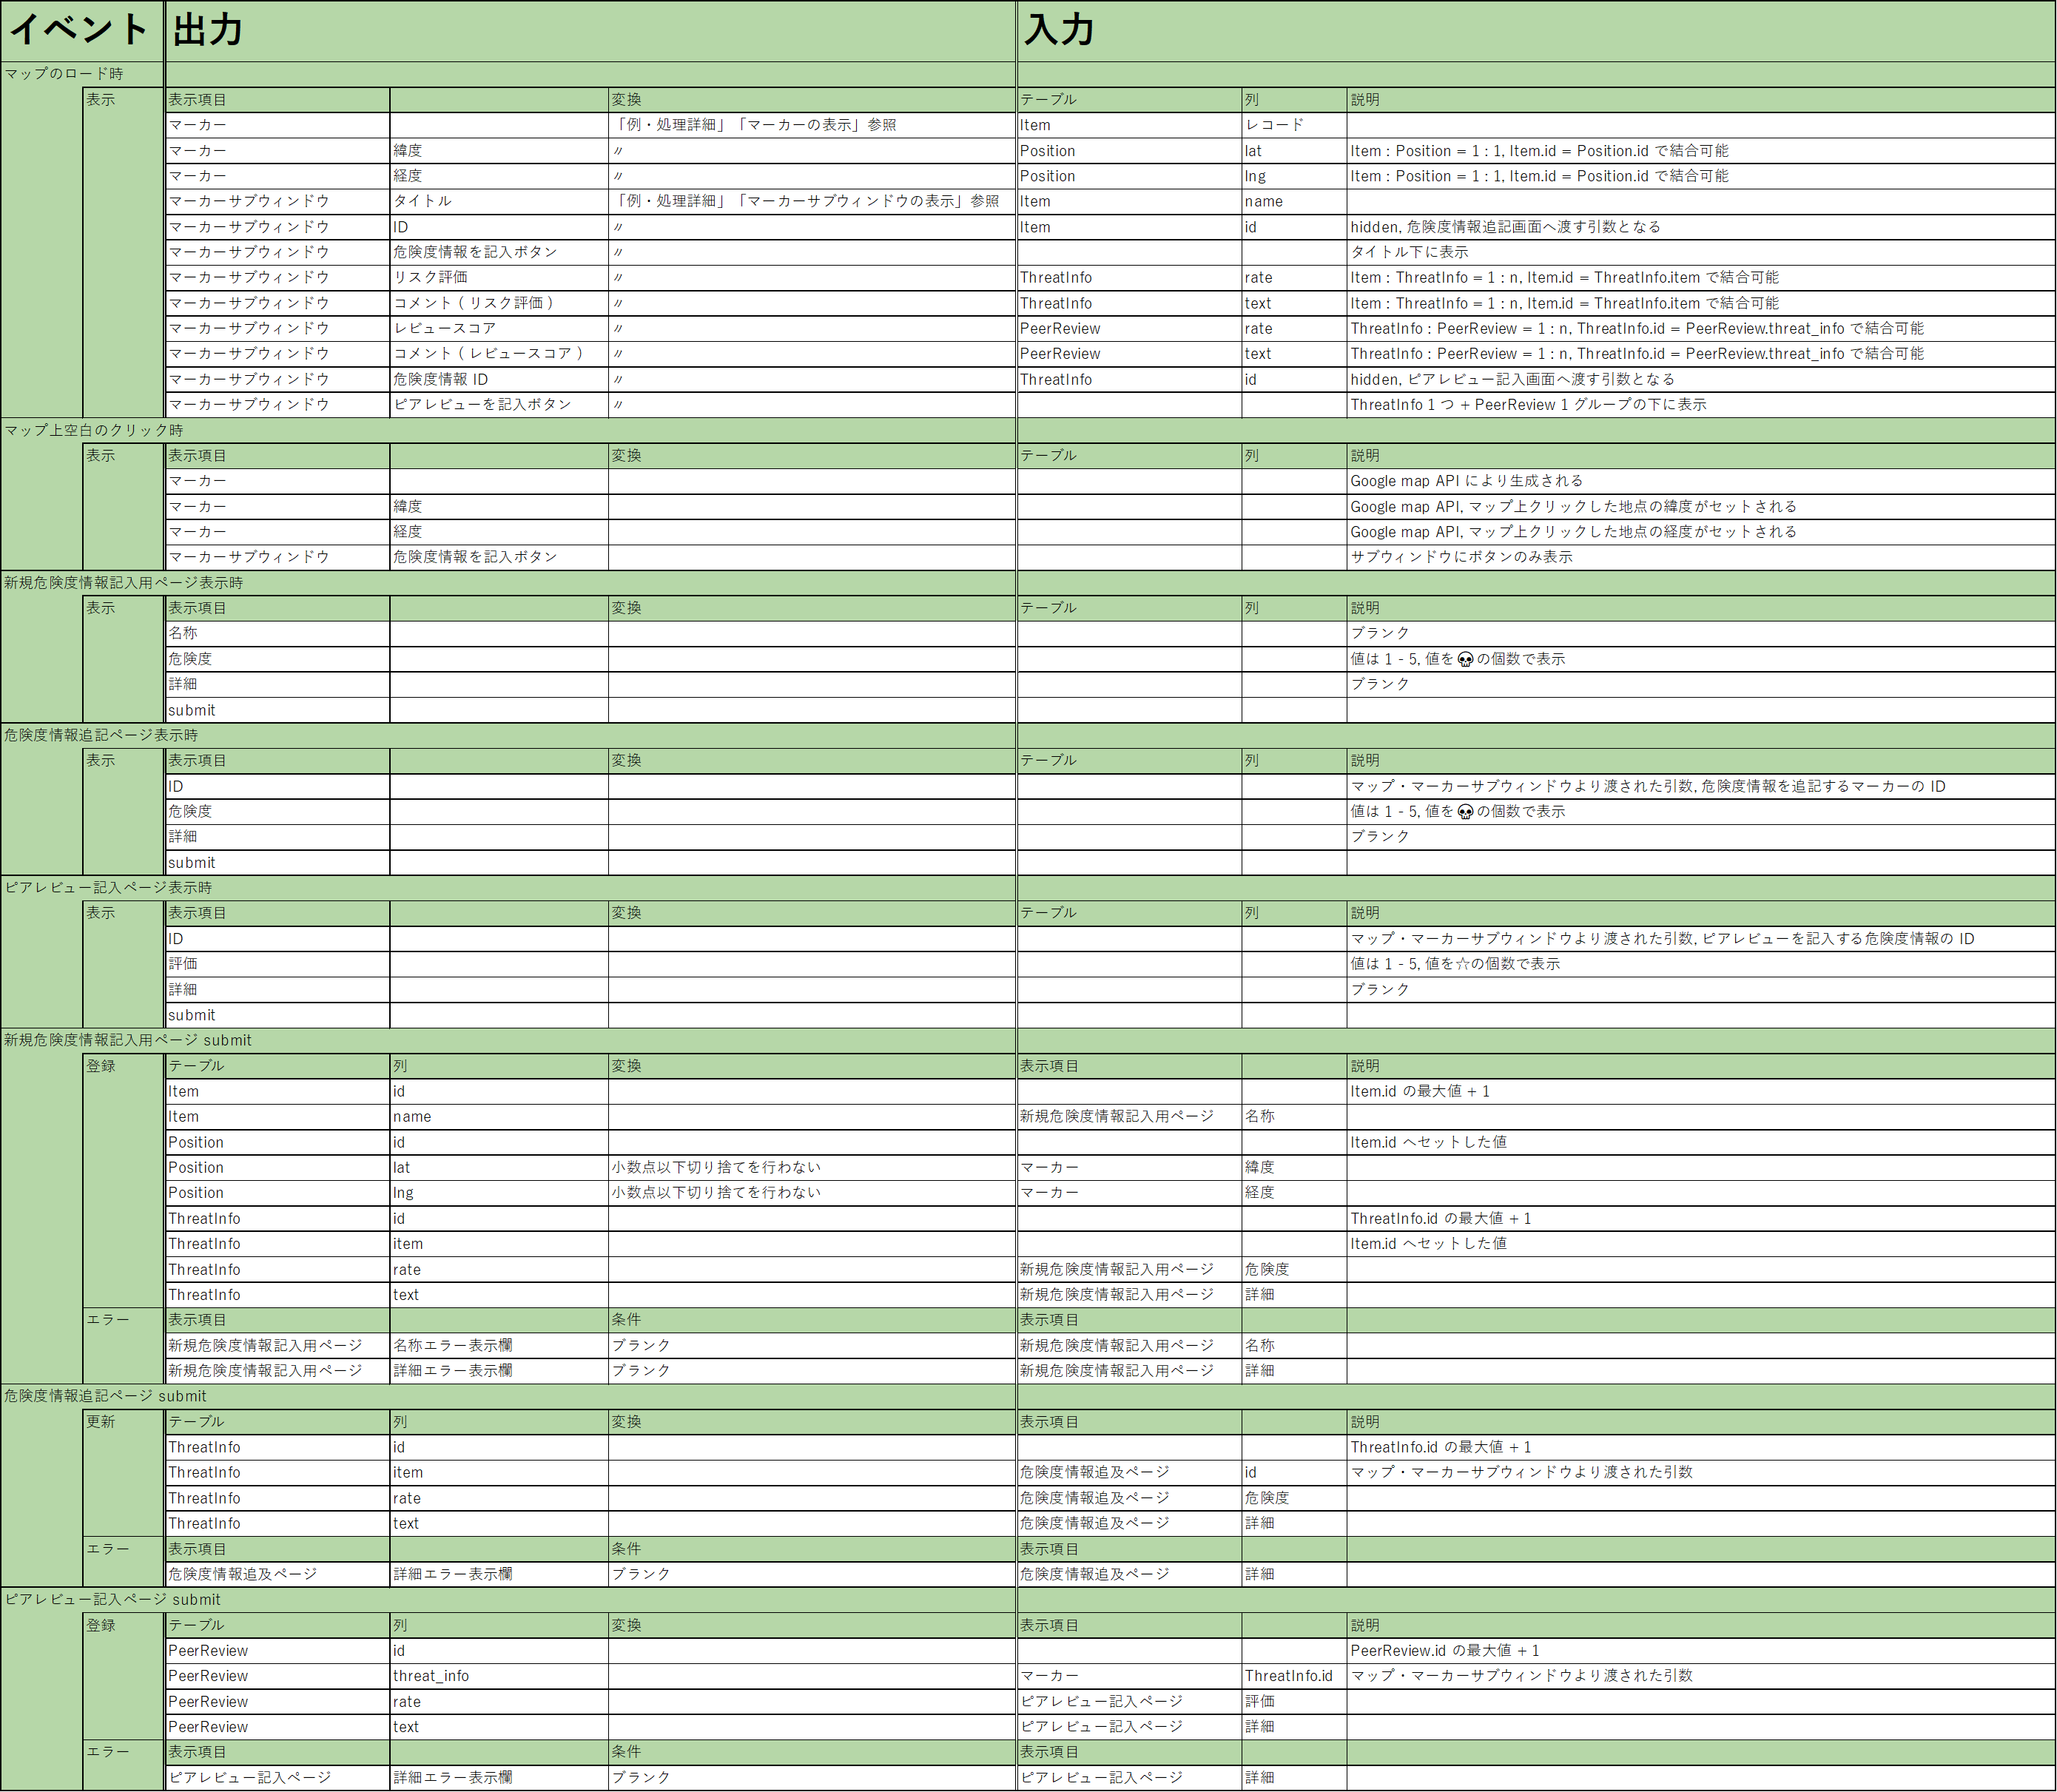 イベント 出力 入力
マップのロード時
表示 表示項目 変換 テーブル 列 説明
マーカー 「例・処理詳細」「マーカーの表示」参照 Item レコード
マーカー 緯度 〃 Position lat Item : Position = 1 : 1, Item.id = Position.id で結合可能
マーカー 経度 〃 Position lng Item : Position = 1 : 1, Item.id = Position.id で結合可能
マーカーサブウィンドウ タイトル 「例・処理詳細」「マーカーサブウィンドウの表示」参照 Item name
マーカーサブウィンドウ ID 〃 Item id hidden, 危険度情報追記画面へ渡す引数となる
マーカーサブウィンドウ 危険度情報を記入ボタン 〃 タイトル下に表示
マーカーサブウィンドウ リスク評価 〃 ThreatInfo rate Item : ThreatInfo = 1 : n, Item.id = ThreatInfo.item で結合可能
マーカーサブウィンドウ コメント ( リスク評価 ) 〃 ThreatInfo text Item : ThreatInfo = 1 : n, Item.id = ThreatInfo.item で結合可能
マーカーサブウィンドウ レビュースコア 〃 PeerReview rate ThreatInfo : PeerReview = 1 : n, ThreatInfo.id = PeerReview.threat_info で結合可能
マーカーサブウィンドウ コメント ( レビュースコア ) 〃 PeerReview text ThreatInfo : PeerReview = 1 : n, ThreatInfo.id = PeerReview.threat_info で結合可能
マーカーサブウィンドウ 危険度情報 ID 〃 ThreatInfo id hidden, ピアレビュー記入画面へ渡す引数となる
マーカーサブウィンドウ ピアレビューを記入ボタン 〃 ThreatInfo 1 つ + PeerReview 1 グループの下に表示
マップ上空白のクリック時
表示 表示項目 変換 テーブル 列 説明
マーカー Google map API により生成される
マーカー 緯度 Google map API, マップ上クリックした地点の緯度がセットされる
マーカー 経度 Google map API, マップ上クリックした地点の経度がセットされる
マーカーサブウィンドウ 危険度情報を記入ボタン サブウィンドウにボタンのみ表示
新規危険度情報記入用ページ表示時
表示 表示項目 変換 テーブル 列 説明
名称 ブランク
危険度 値は 1 - 5, 値を💀の個数で表示
詳細 ブランク
submit
危険度情報追記ページ表示時
表示 表示項目 変換 テーブル 列 説明
ID マップ・マーカーサブウィンドウより渡された引数, 危険度情報を追記するマーカーの ID
危険度 値は 1 - 5, 値を💀の個数で表示
詳細 ブランク
submit
ピアレビュー記入ページ表示時
表示 表示項目 変換 テーブル 列 説明
ID マップ・マーカーサブウィンドウより渡された引数, ピアレビューを記入する危険度情報の ID
評価 値は 1 - 5, 値を☆の個数で表示
詳細 ブランク
submit
新規危険度情報記入用ページ submit
登録 テーブル 列 変換 表示項目 説明
Item id Item.id の最大値 + 1
Item name 新規危険度情報記入用ページ 名称
Position id Item.id へセットした値
Position lat 小数点以下切り捨てを行わない マーカー 緯度
Position lng 小数点以下切り捨てを行わない マーカー 経度
ThreatInfo id ThreatInfo.id の最大値 + 1
ThreatInfo item Item.id へセットした値
ThreatInfo rate 新規危険度情報記入用ページ 危険度
ThreatInfo text 新規危険度情報記入用ページ 詳細
エラー 表示項目 条件 表示項目
新規危険度情報記入用ページ 名称エラー表示欄 ブランク 新規危険度情報記入用ページ 名称
新規危険度情報記入用ページ 詳細エラー表示欄 ブランク 新規危険度情報記入用ページ 詳細
危険度情報追記ページ submit
更新 テーブル 列 変換 表示項目 説明
ThreatInfo id ThreatInfo.id の最大値 + 1
ThreatInfo item 危険度情報追及ページ id マップ・マーカーサブウィンドウより渡された引数
ThreatInfo rate 危険度情報追及ページ 危険度
ThreatInfo text 危険度情報追及ページ 詳細
エラー 表示項目 条件 表示項目
危険度情報追及ページ 詳細エラー表示欄 ブランク 危険度情報追及ページ 詳細
ピアレビュー記入ページ submit
登録 テーブル 列 変換 表示項目 説明
PeerReview id PeerReview.id の最大値 + 1
PeerReview threat_info マーカー ThreatInfo.id マップ・マーカーサブウィンドウより渡された引数
PeerReview rate ピアレビュー記入ページ 評価
PeerReview text ピアレビュー記入ページ 詳細
エラー 表示項目 条件 表示項目
ピアレビュー記入ページ 詳細エラー表示欄 ブランク ピアレビュー記入ページ 詳細